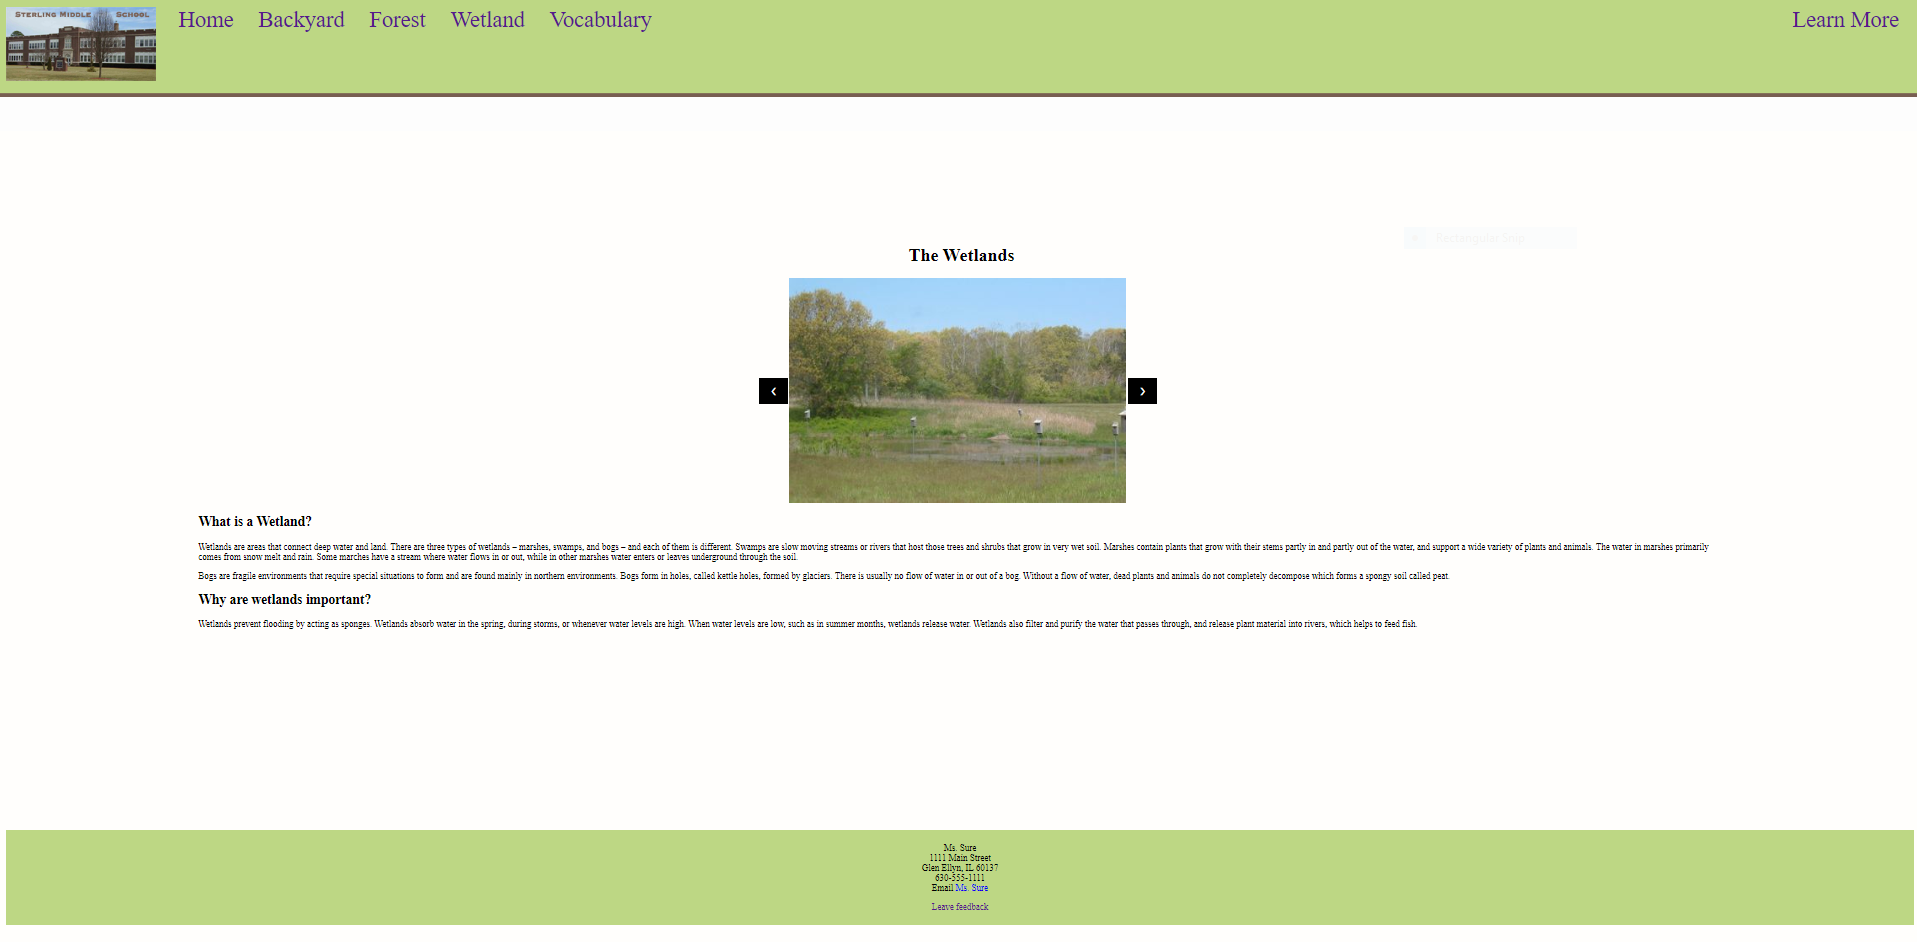 STERLING MIDDLE SCHOOL
Home Backyard Forest Wetland Vocabulary Learn More
Rectangular Snip
The Wetlands
‹ ›
What is a Wetland?
Wetlands are areas that connect deep water and land. There are three types of wetlands – marshes, swamps, and bogs – and each of them is different. Swamps are slow moving streams or rivers that host those trees and shrubs that grow in very wet soil. Marshes contain plants that grow with their stems partly in and partly out of the water, and support a wide variety of plants and animals. The water in marshes primarily
comes from snow melt and rain. Some marches have a stream where water flows in or out, while in other marshes water enters or leaves underground through the soil.
Bogs are fragile environments that require special situations to form and are found mainly in northern environments. Bogs form in holes, called kettle holes, formed by glaciers. There is usually no flow of water in or out of a bog. Without a flow of water, dead plants and animals do not completely decompose which forms a spongy soil called peat.
Why are wetlands important?
Wetlands prevent flooding by acting as sponges. Wetlands absorb water in the spring, during storms, or whenever water levels are high. When water levels are low, such as in summer months, wetlands release water. Wetlands also filter and purify the water that passes through, and release plant material into rivers, which helps to feed fish.
Ms. Sure
1111 Main Street
Glen Ellyn, IL 60137
630-555-1111
Email Ms. Sure
Leave feedback